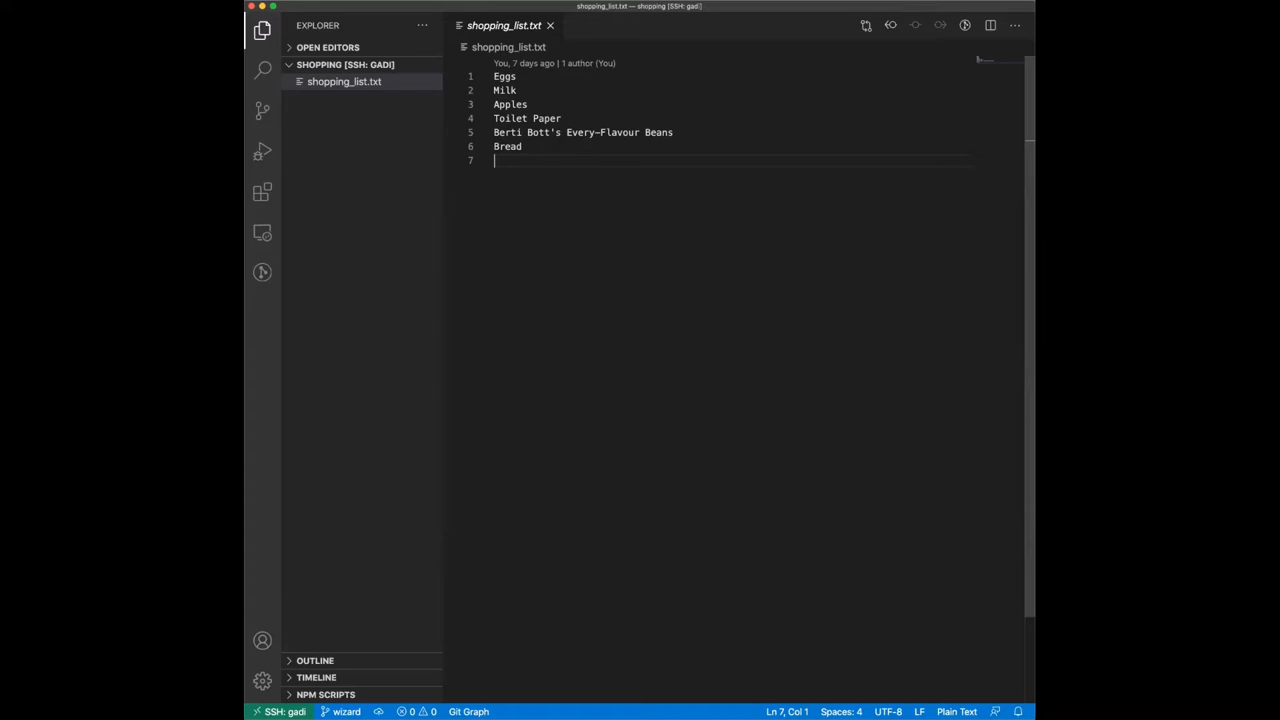 shopping_list.txt — shopping [SSH: gadi]
EXPLORER
OPEN EDITORS
SHOPPING [SSH: GADI]
shopping_list.txt
OUTLINE
TIMELINE
NPM SCRIPTS
shopping_list.txt
shopping_list.txt
You, 7 days ago | 1 author (You)
1 Eggs
2 Milk
3 Apples
4 Toilet Paper
5 Berti Bott's Every-Flavour Beans
6 Bread
7
SSH: gadi wizard 0 0 Git Graph Ln 7, Col 1 Spaces: 4 UTF-8 LF Plain Text